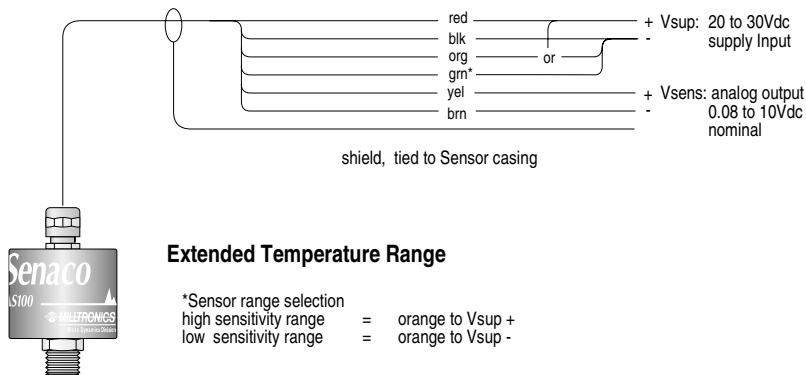 red
+ Vsup: 20 to 30Vdc
blk
- supply Input
org
or
grn*
yel
+ Vsens: analog output
brn
- 0.08 to 10Vdc
nominal
shield, tied to Sensor casing
Extended Temperature Range
*Sensor range selection
high sensitivity range = orange to Vsup +
low sensitivity range = orange to Vsup -
Senaco
AS100
MILLTRONICS
Dynamics Division